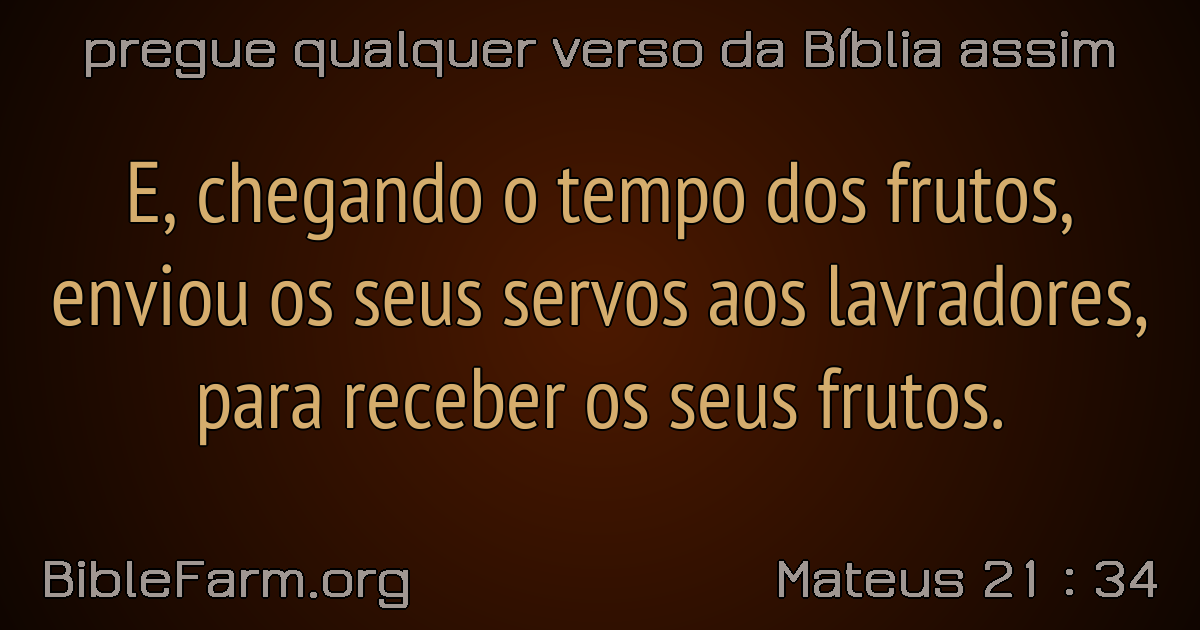 pregue qualquer verso da Bíblia assim
E, chegando o tempo dos frutos,
enviou os seus servos aos lavradores,
para receber os seus frutos.
BibleFarm.org
Mateus 21 : 34